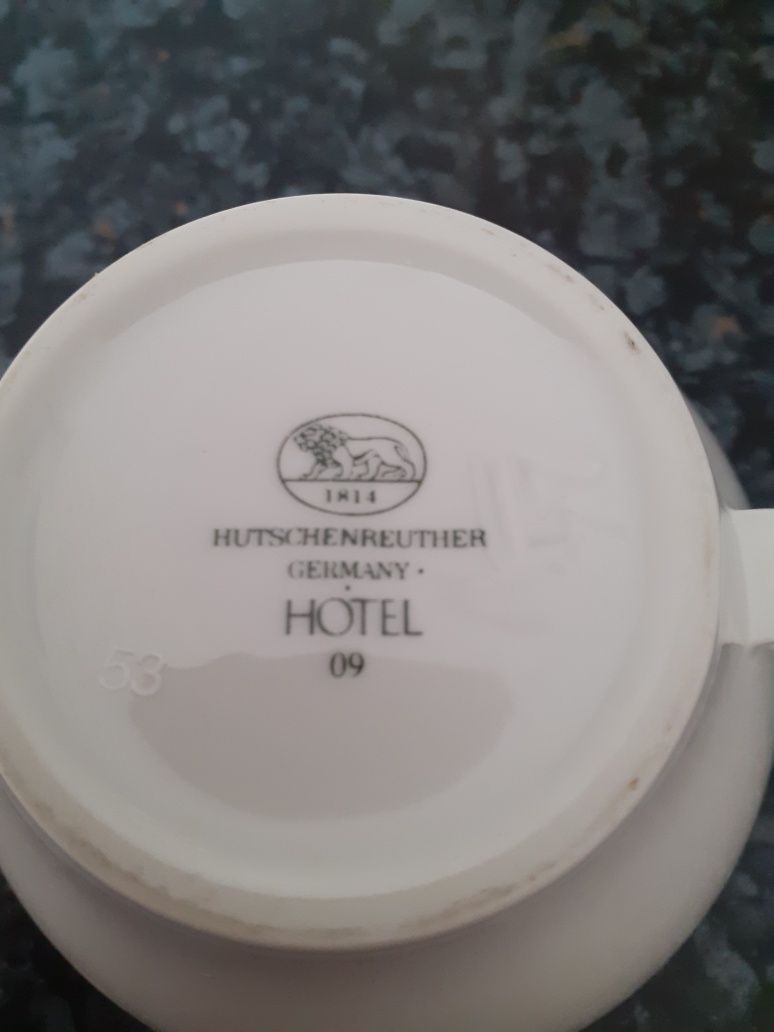 1814
HUTSCHENREUTHER
GERMANY
HOTEL
09
53